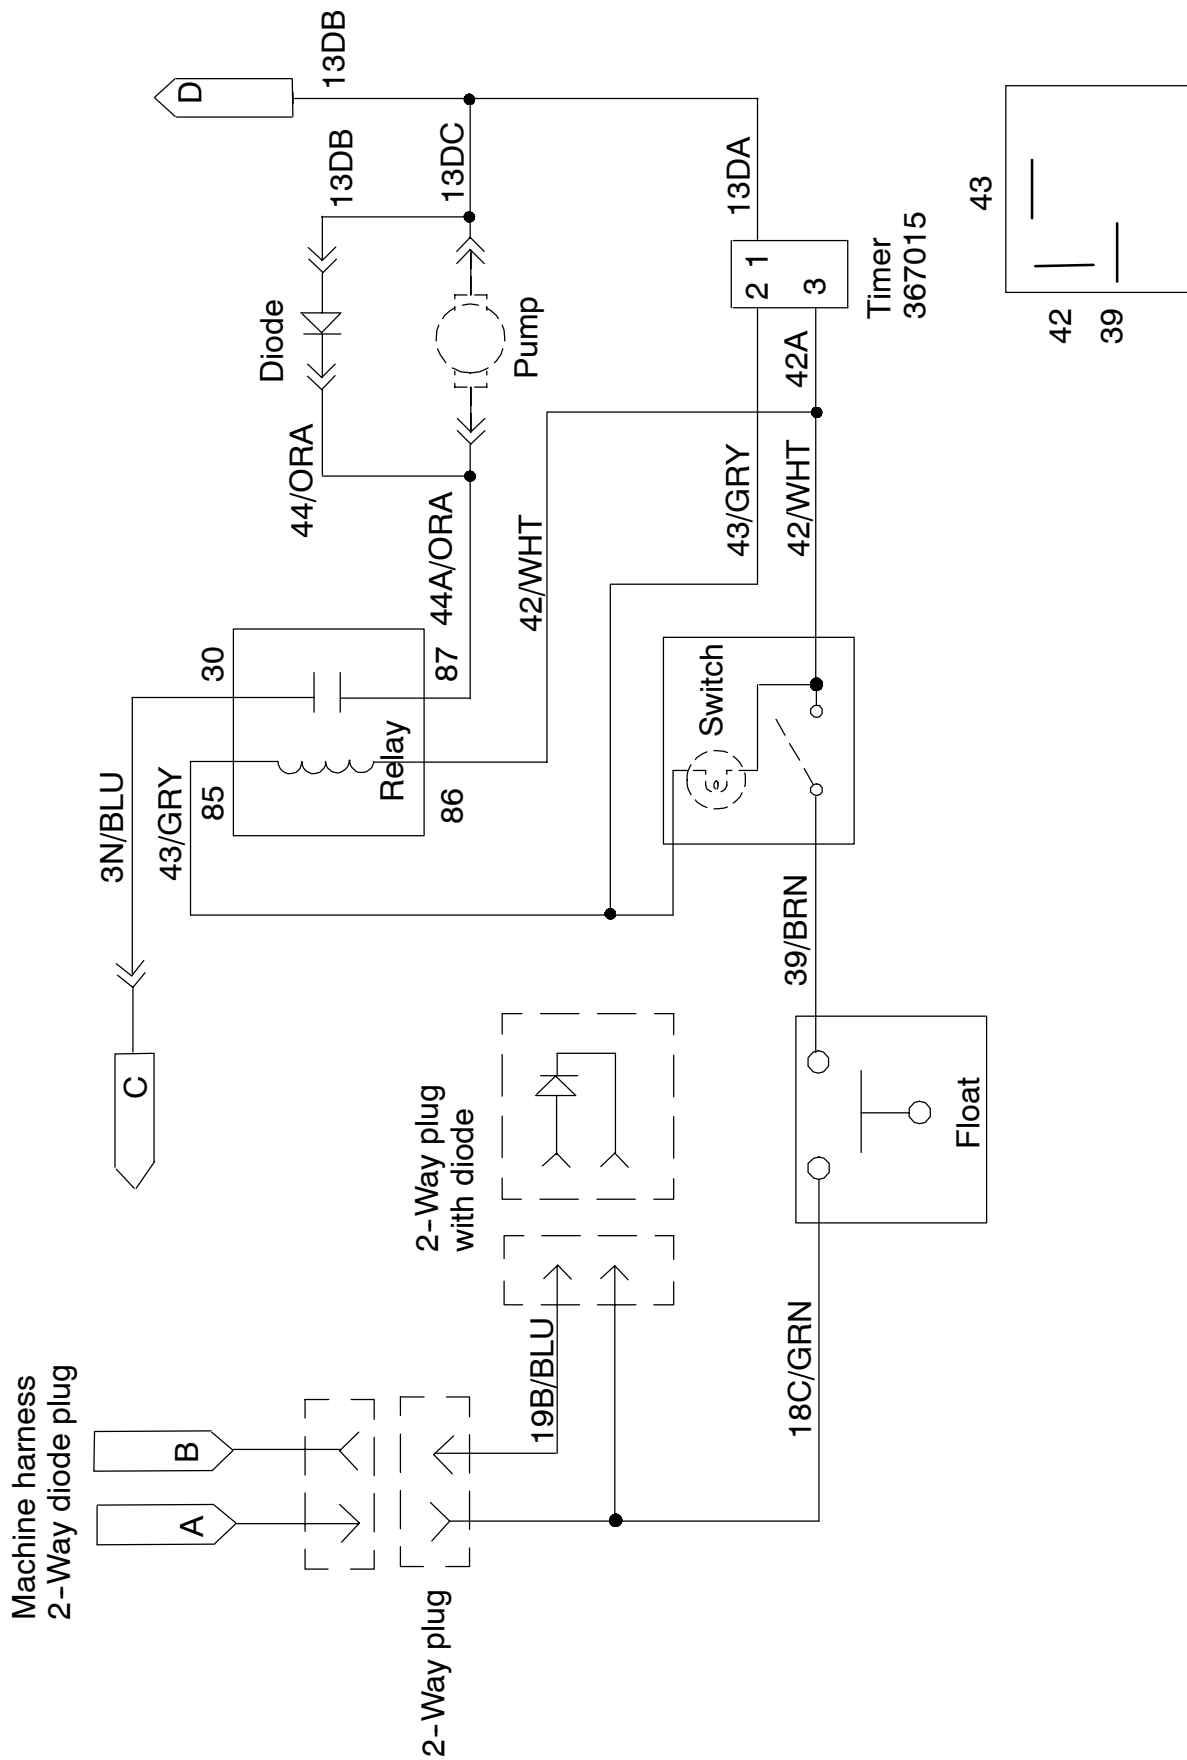 Machine harness
2-Way diode plug
A
B
2-Way plug
19B/BLU
18C/GRN
2-Way plug
with diode
C
3N/BLU
43/GRY
Float
39/BRN
85
30
Relay
86
87
Switch
44/ORA
44A/ORA
42/WHT
43/GRY
42/WHT
42A
Diode
Pump
2 1
3
Timer
367015
13DB
13DB
13DC
13DA
D
43
42
39